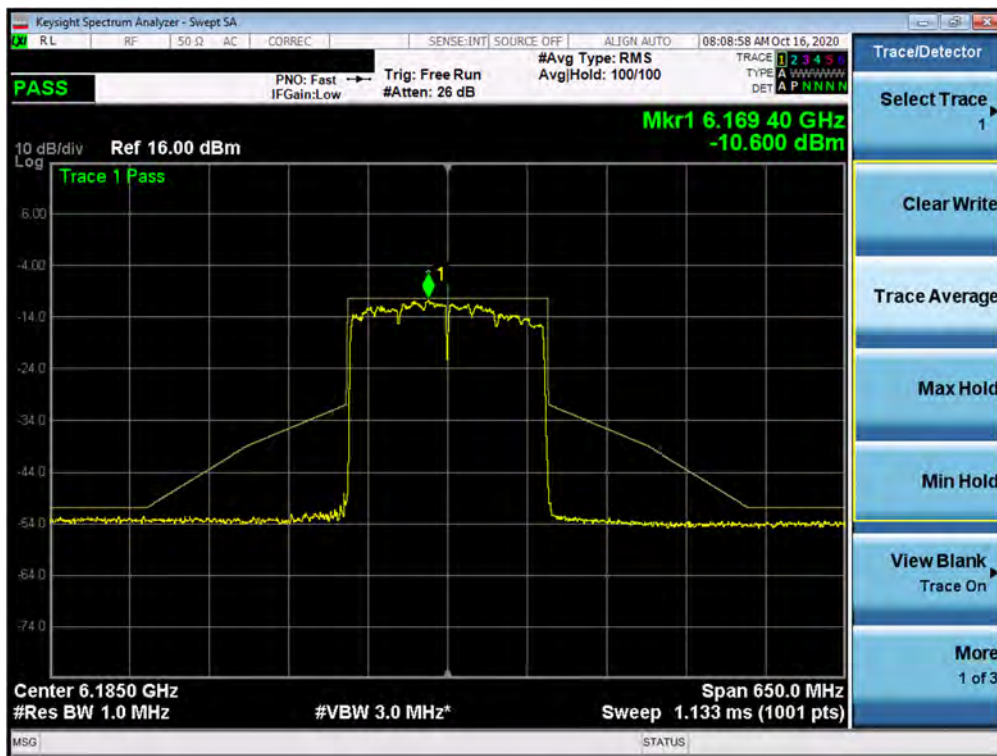 Keysight Spectrum Analyzer - Swept SA
LXI RL RF 50 Ω AC CORREC SENSE:INT SOURCE OFF ALIGN AUTO 08:08:58 AM Oct 16, 2020
Trace/Detector
PASS
PNO: Fast
IFGain:Low
Trig: Free Run
#Atten: 26 dB
#Avg Type: RMS
Avg|Hold: 100/100
TRACE 1 2 3 4 5 6
TYPE A WWWWW
DET A P N N N N
Select Trace
1
Mkr1 6.169 40 GHz
-10.600 dBm
10 dB/div Ref 16.00 dBm
Log
Trace 1 Pass
Clear Write
6.00
-4.00
1
Trace Average
-14.0
-24.0
Max Hold
-34.0
-44.0
Min Hold
-54.0
View Blank
Trace On
-64.0
-74.0
More
1 of 3
Center 6.1850 GHz Span 650.0 MHz
#Res BW 1.0 MHz #VBW 3.0 MHz* Sweep 1.133 ms (1001 pts)
MSG STATUS